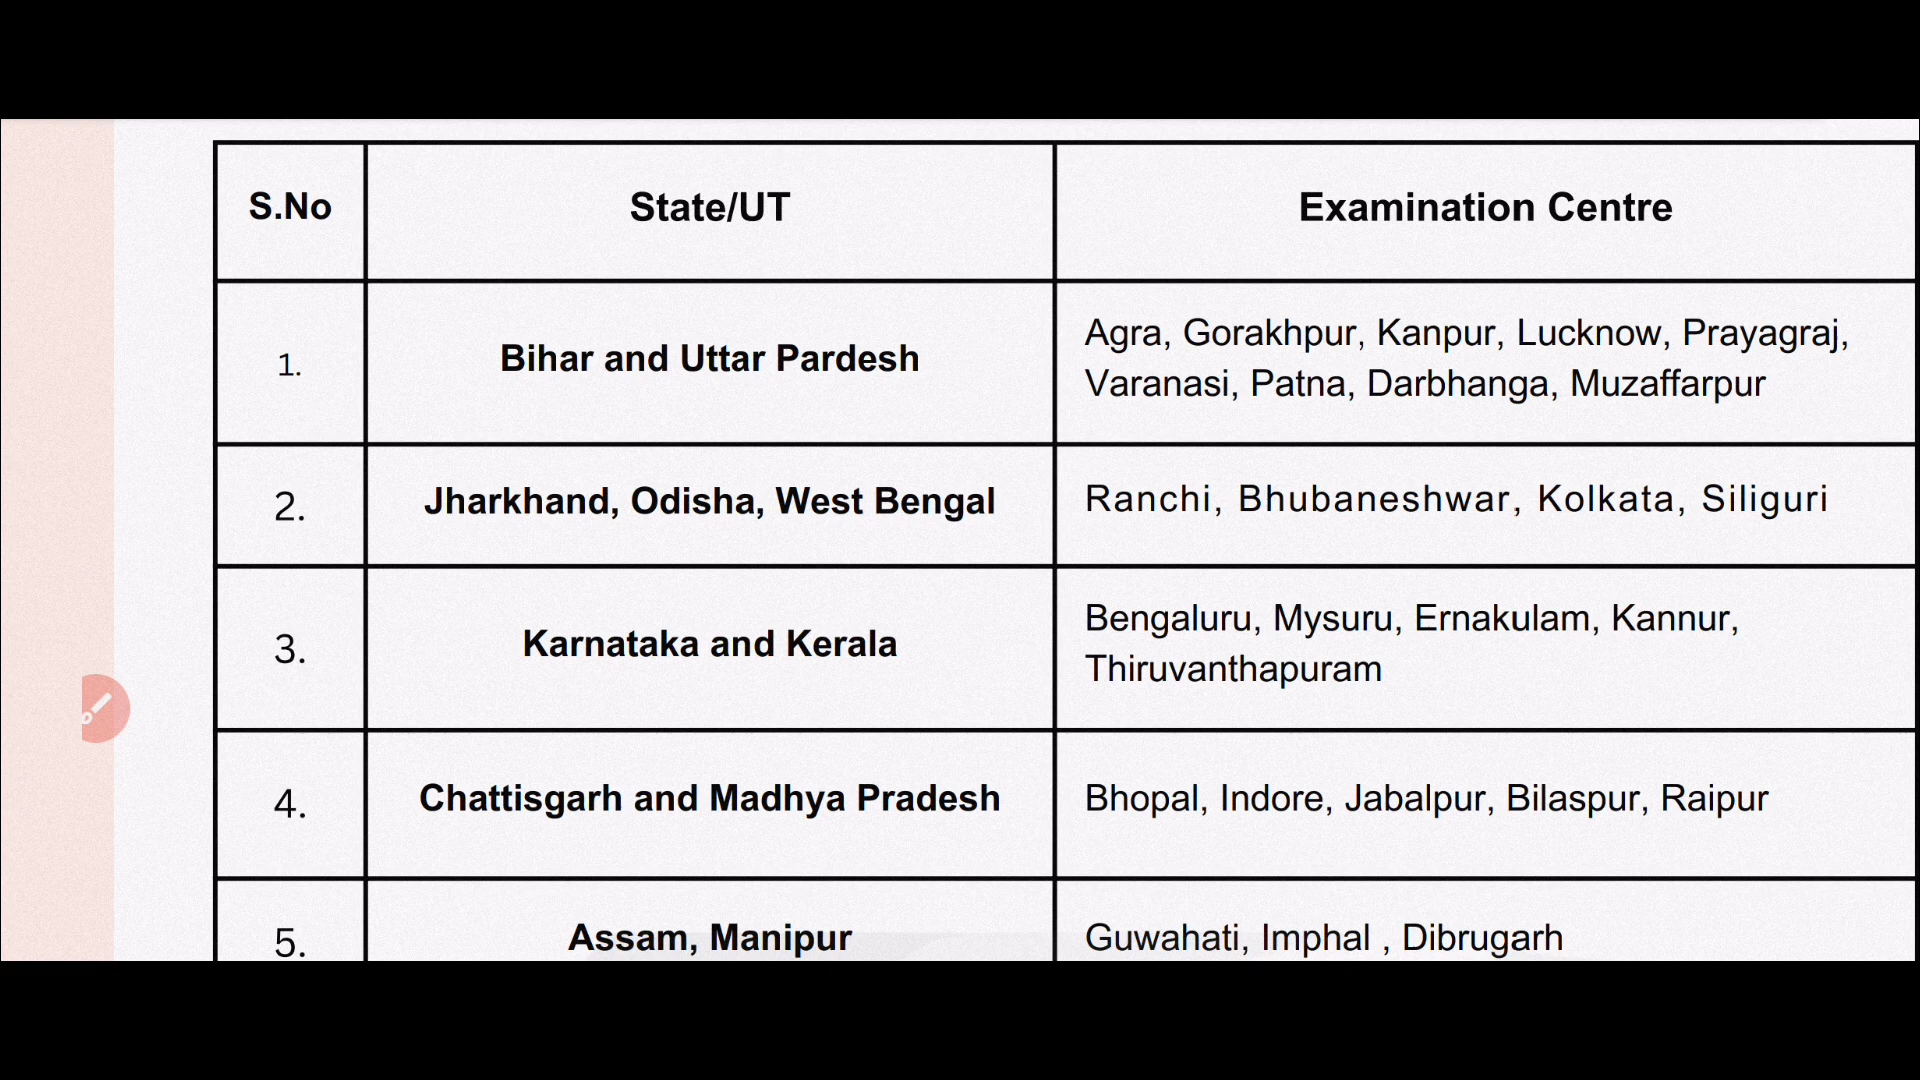 S.No State/UT Examination Centre
1. Bihar and Uttar Pardesh Agra, Gorakhpur, Kanpur, Lucknow, Prayagraj,
Varanasi, Patna, Darbhanga, Muzaffarpur
2. Jharkhand, Odisha, West Bengal Ranchi, Bhubaneshwar, Kolkata, Siliguri
3. Karnataka and Kerala Bengaluru, Mysuru, Ernakulam, Kannur,
Thiruvanthapuram
4. Chattisgarh and Madhya Pradesh Bhopal, Indore, Jabalpur, Bilaspur, Raipur
5. Assam, Manipur Guwahati, Imphal , Dibrugarh